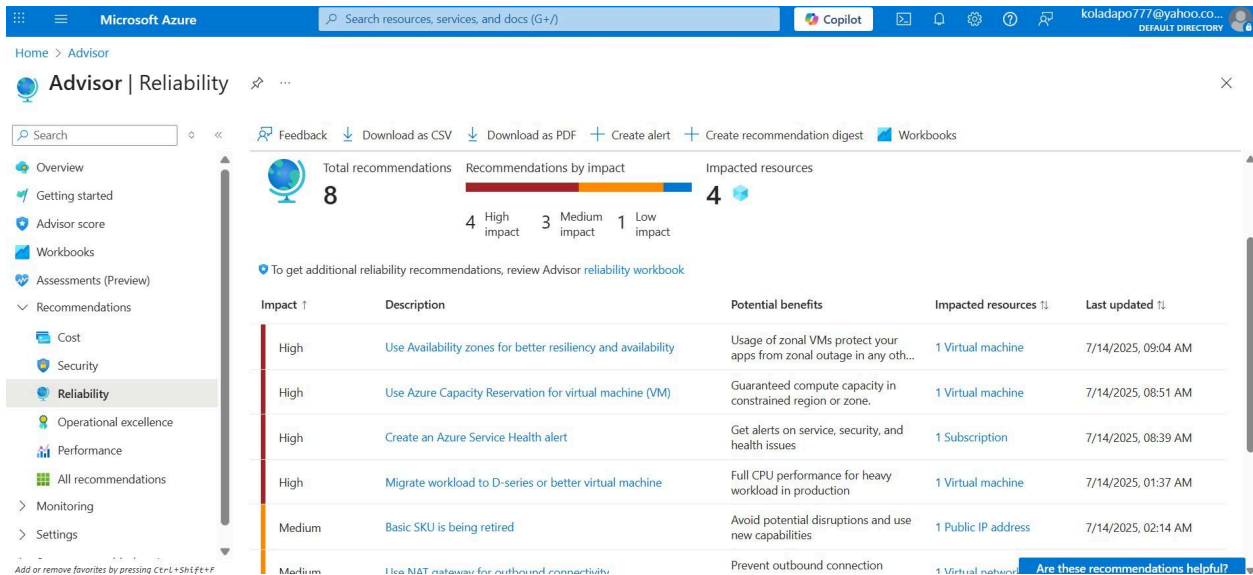 Microsoft Azure
Search resources, services, and docs (G+/)
Copilot
koladapo777@yahoo.co...
DEFAULT DIRECTORY
Home > Advisor
Advisor | Reliability
Search
Feedback
Download as CSV
Download as PDF
Create alert
Create recommendation digest
Workbooks
Overview
Getting started
Advisor score
Workbooks
Assessments (Preview)
Recommendations
Cost
Security
Reliability
Operational excellence
Performance
All recommendations
Monitoring
Settings
Add or remove favorites by pressing Ctrl+Shift+F
Total recommendations
8
Recommendations by impact
4 High impact
3 Medium impact
1 Low impact
Impacted resources
4
To get additional reliability recommendations, review Advisor reliability workbook
Impact ↑ Description Potential benefits Impacted resources ↑↓ Last updated ↑↓
High Use Availability zones for better resiliency and availability Usage of zonal VMs protect your apps from zonal outage in any oth... 1 Virtual machine 7/14/2025, 09:04 AM
High Use Azure Capacity Reservation for virtual machine (VM) Guaranteed compute capacity in constrained region or zone. 1 Virtual machine 7/14/2025, 08:51 AM
High Create an Azure Service Health alert Get alerts on service, security, and health issues 1 Subscription 7/14/2025, 08:39 AM
High Migrate workload to D-series or better virtual machine Full CPU performance for heavy workload in production 1 Virtual machine 7/14/2025, 01:37 AM
Medium Basic SKU is being retired Avoid potential disruptions and use new capabilities 1 Public IP address 7/14/2025, 02:14 AM
Medium Use NAT gateway for outbound connectivity Prevent outbound connection 1 Virtual network
Are these recommendations helpful?